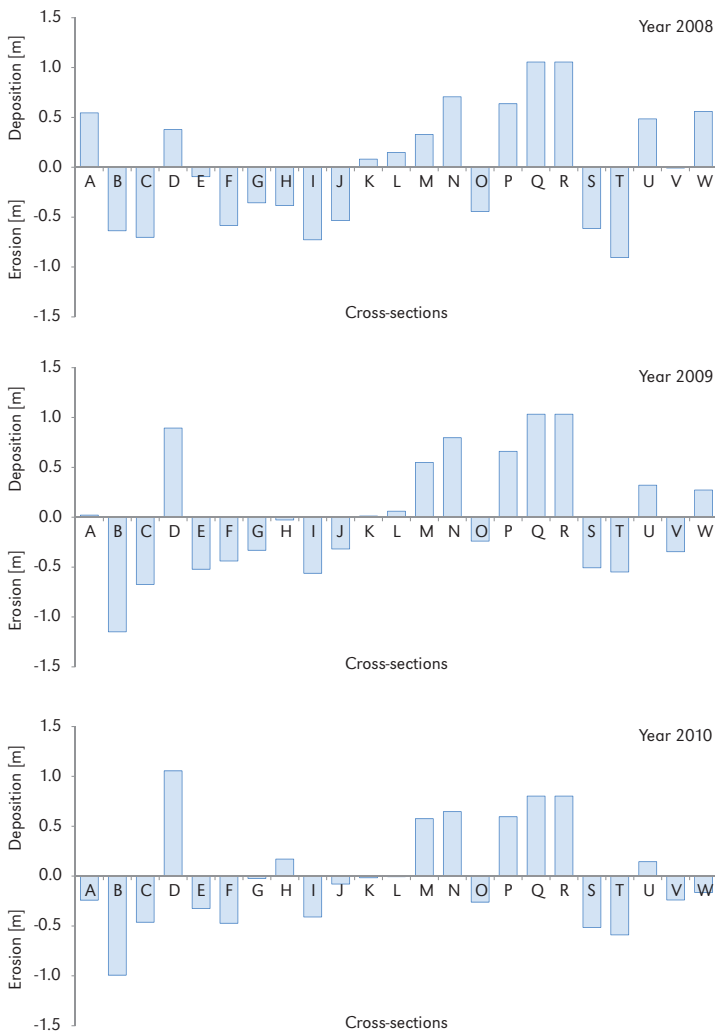 1.5
Year 2008
1.0
0.5
0.0
A B C D E F G H I J K L M N O P Q R S T U V W
-0.5
-1.0
-1.5
Deposition [m]
Erosion [m]
Cross-sections
1.5
Year 2009
1.0
0.5
0.0
A B C D E F G H I J K L M N O P Q R S T U V W
-0.5
-1.0
-1.5
Deposition [m]
Erosion [m]
Cross-sections
1.5
Year 2010
1.0
0.5
0.0
A B C D E F G H I J K L M N O P Q R S T U V W
-0.5
-1.0
-1.5
Deposition [m]
Erosion [m]
Cross-sections